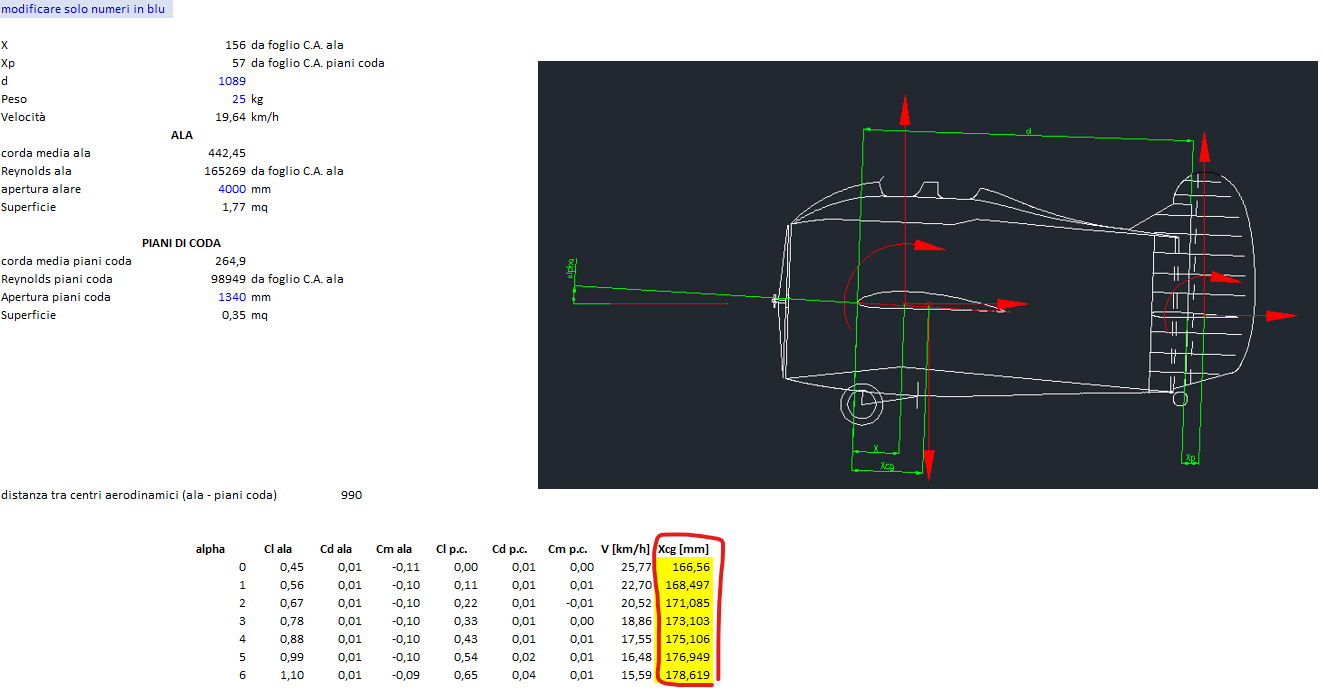 modificare solo numeri in blu
X 156 da foglio C.A. ala
Xp 57 da foglio C.A. piani coda
d 1089
Peso 25 kg
Velocità 19,64 km/h
ALA
corda media ala 442,45
Reynolds ala 165269 da foglio C.A. ala
apertura alare 4000 mm
Superficie 1,77 mq
PIANI DI CODA
corda media piani coda 264,9
Reynolds piani coda 98949 da foglio C.A. ala
Apertura piani coda 1340 mm
Superficie 0,35 mq
d
alpha
X
Xcg
Xp
distanza tra centri aerodinamici (ala - piani coda) 990
alpha Cl ala Cd ala Cm ala Cl p.c. Cd p.c. Cm p.c. V [km/h] Xcg [mm]
0 0,45 0,01 -0,11 0,00 0,01 0,00 25,77 166,56
1 0,56 0,01 -0,10 0,11 0,01 0,01 22,70 168,497
2 0,67 0,01 -0,10 0,22 0,01 -0,01 20,52 171,085
3 0,78 0,01 -0,10 0,33 0,01 0,00 18,86 173,103
4 0,88 0,01 -0,10 0,43 0,01 0,01 17,55 175,106
5 0,99 0,01 -0,10 0,54 0,02 0,01 16,48 176,949
6 1,10 0,01 -0,09 0,65 0,04 0,01 15,59 178,619